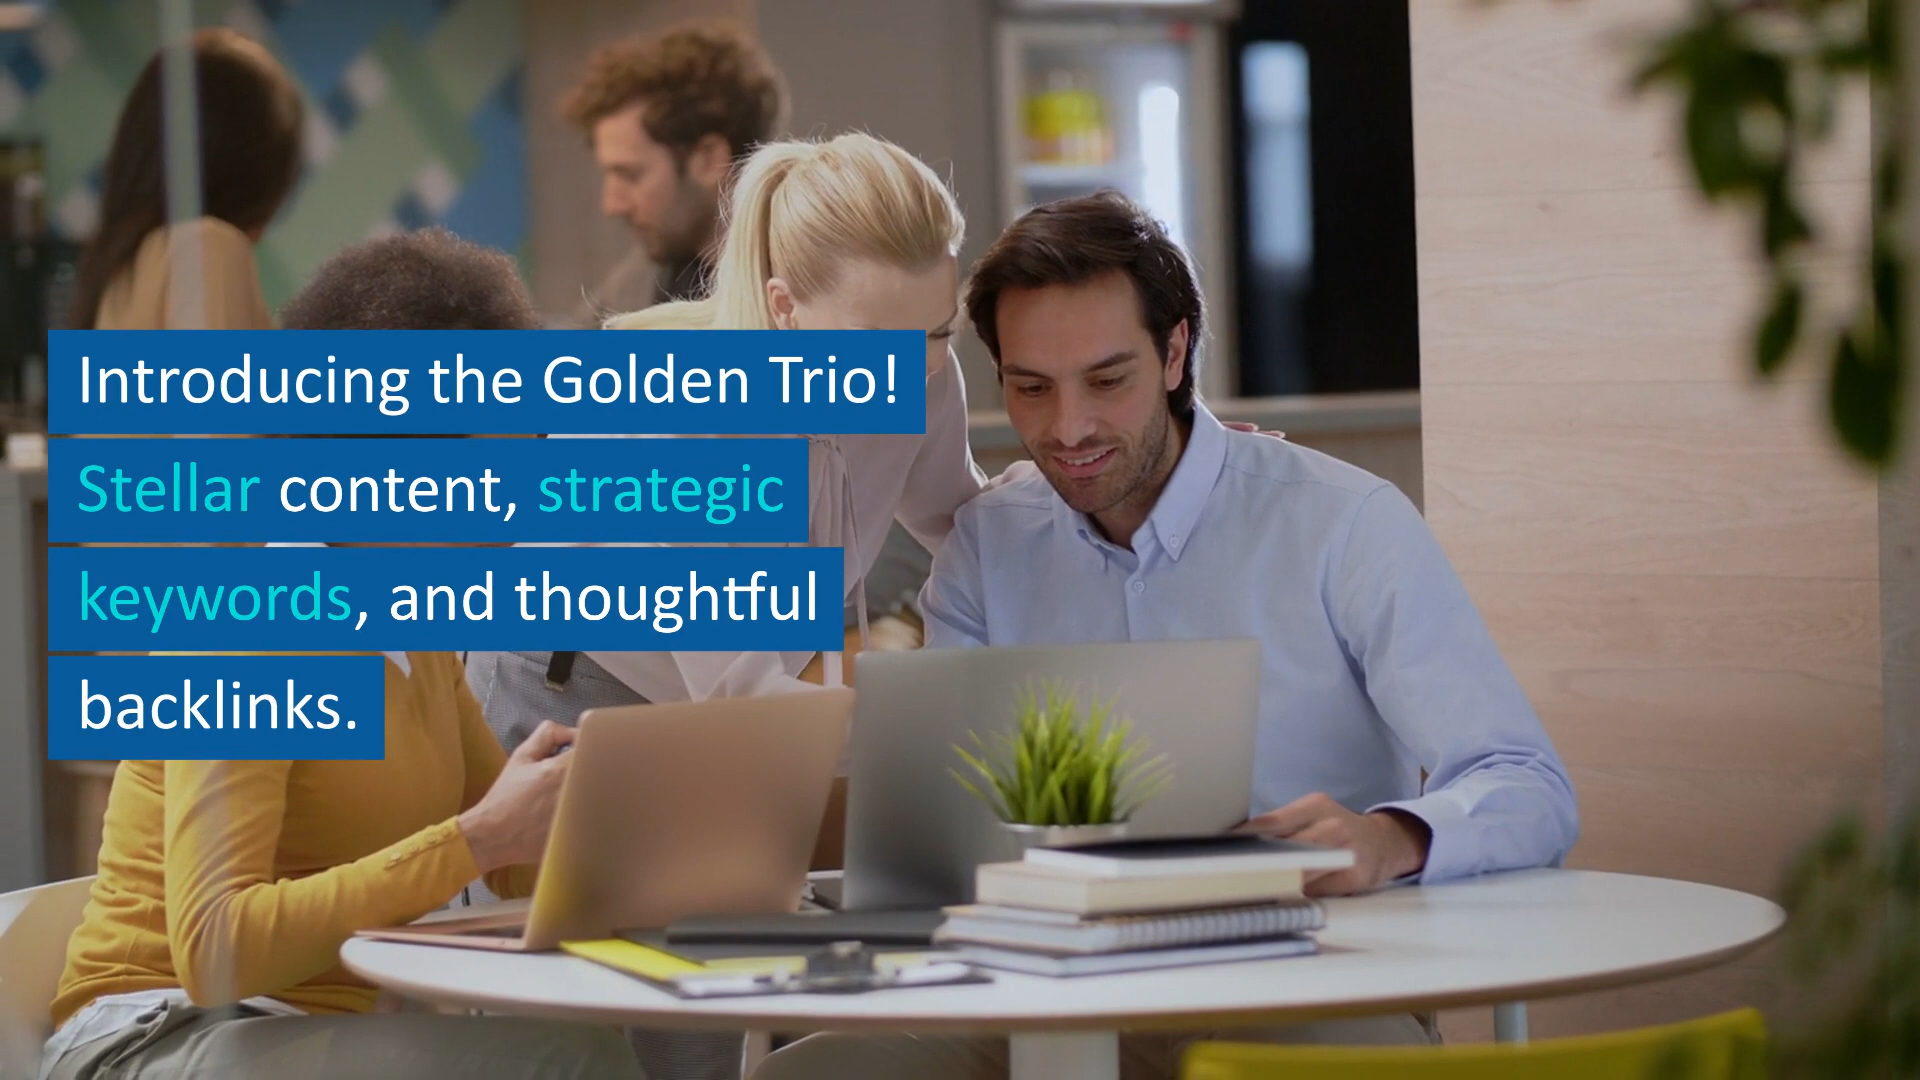 Introducing the Golden Trio!
Stellar content, strategic
keywords, and thoughtful
backlinks.